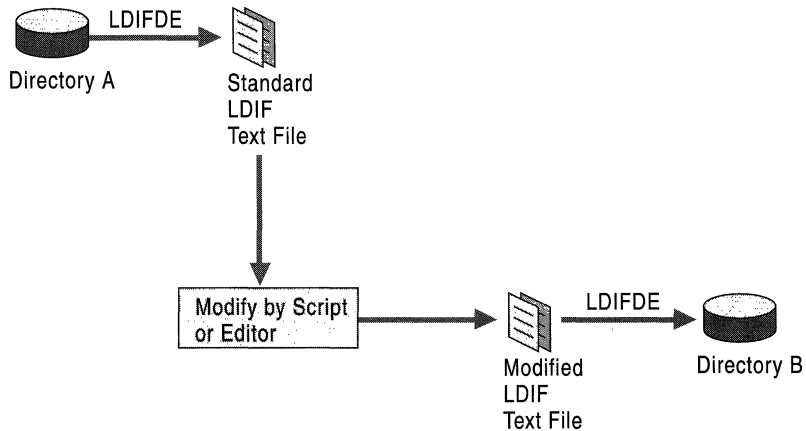 LDIFDE
Directory A
Standard
LDIF
Text File
Modify by Script
or Editor
LDIFDE
Modified
LDIF
Text File
Directory B